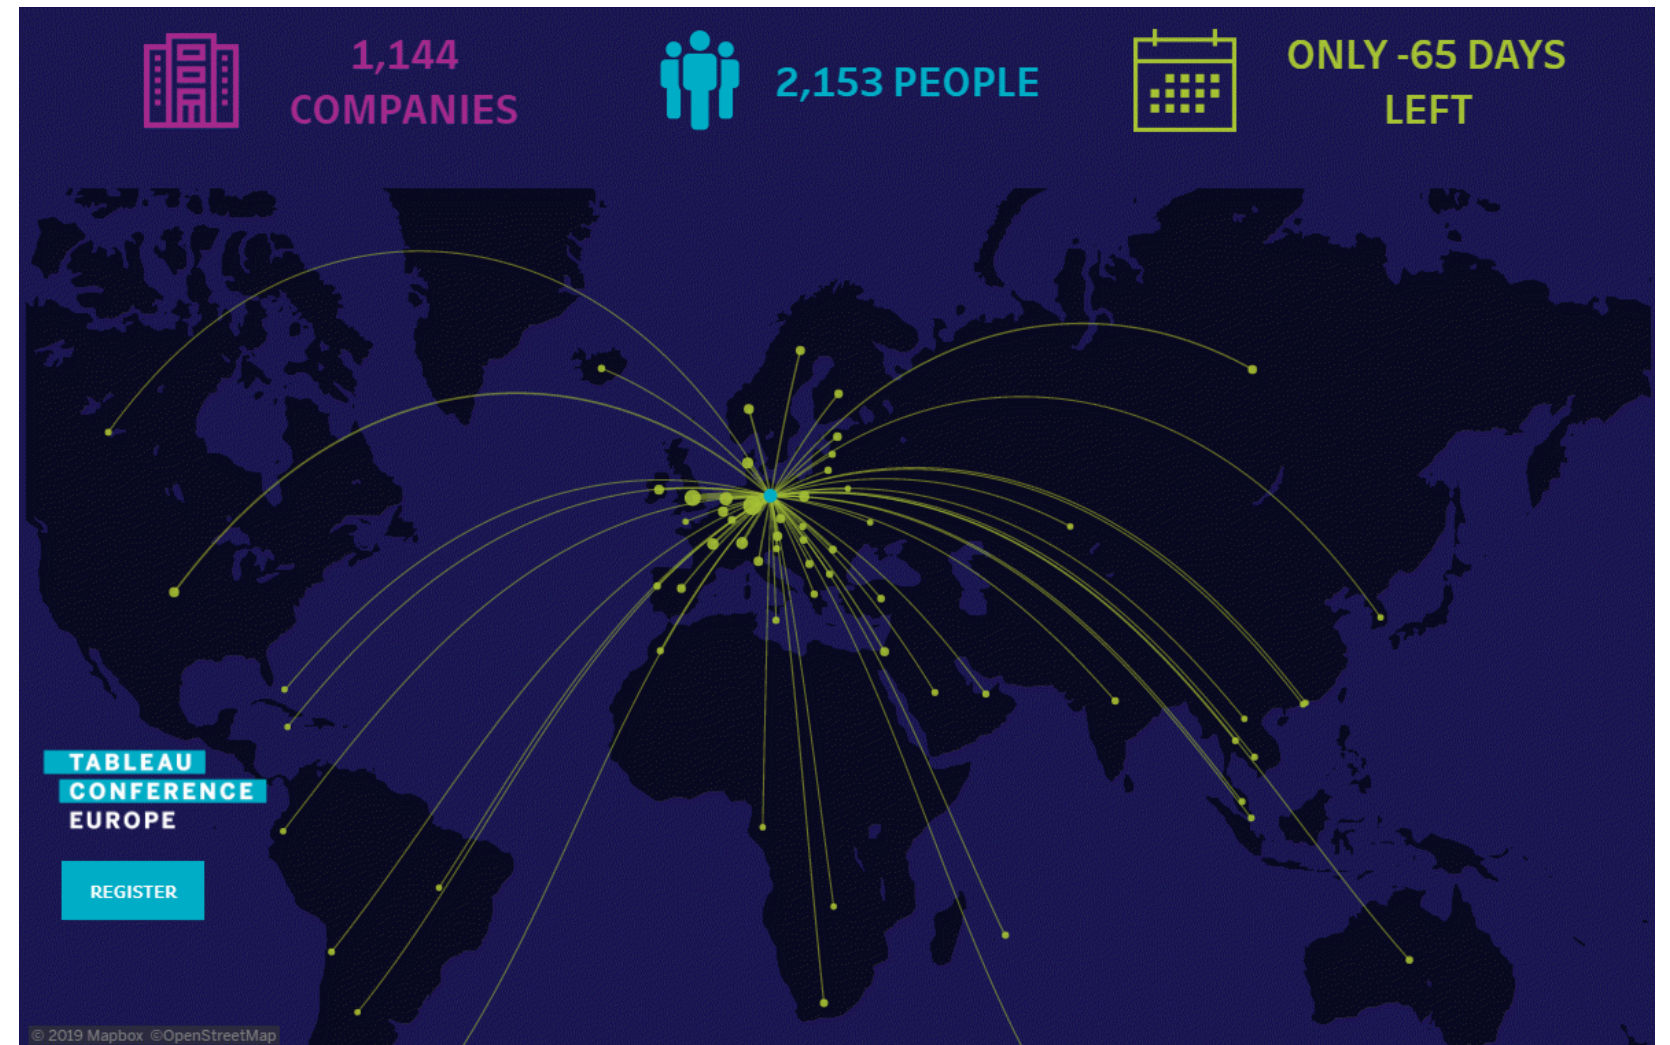 1,144
COMPANIES
2,153 PEOPLE
ONLY -65 DAYS
LEFT
TABLEAU
CONFERENCE
EUROPE
REGISTER
© 2019 Mapbox ©OpenStreetMap